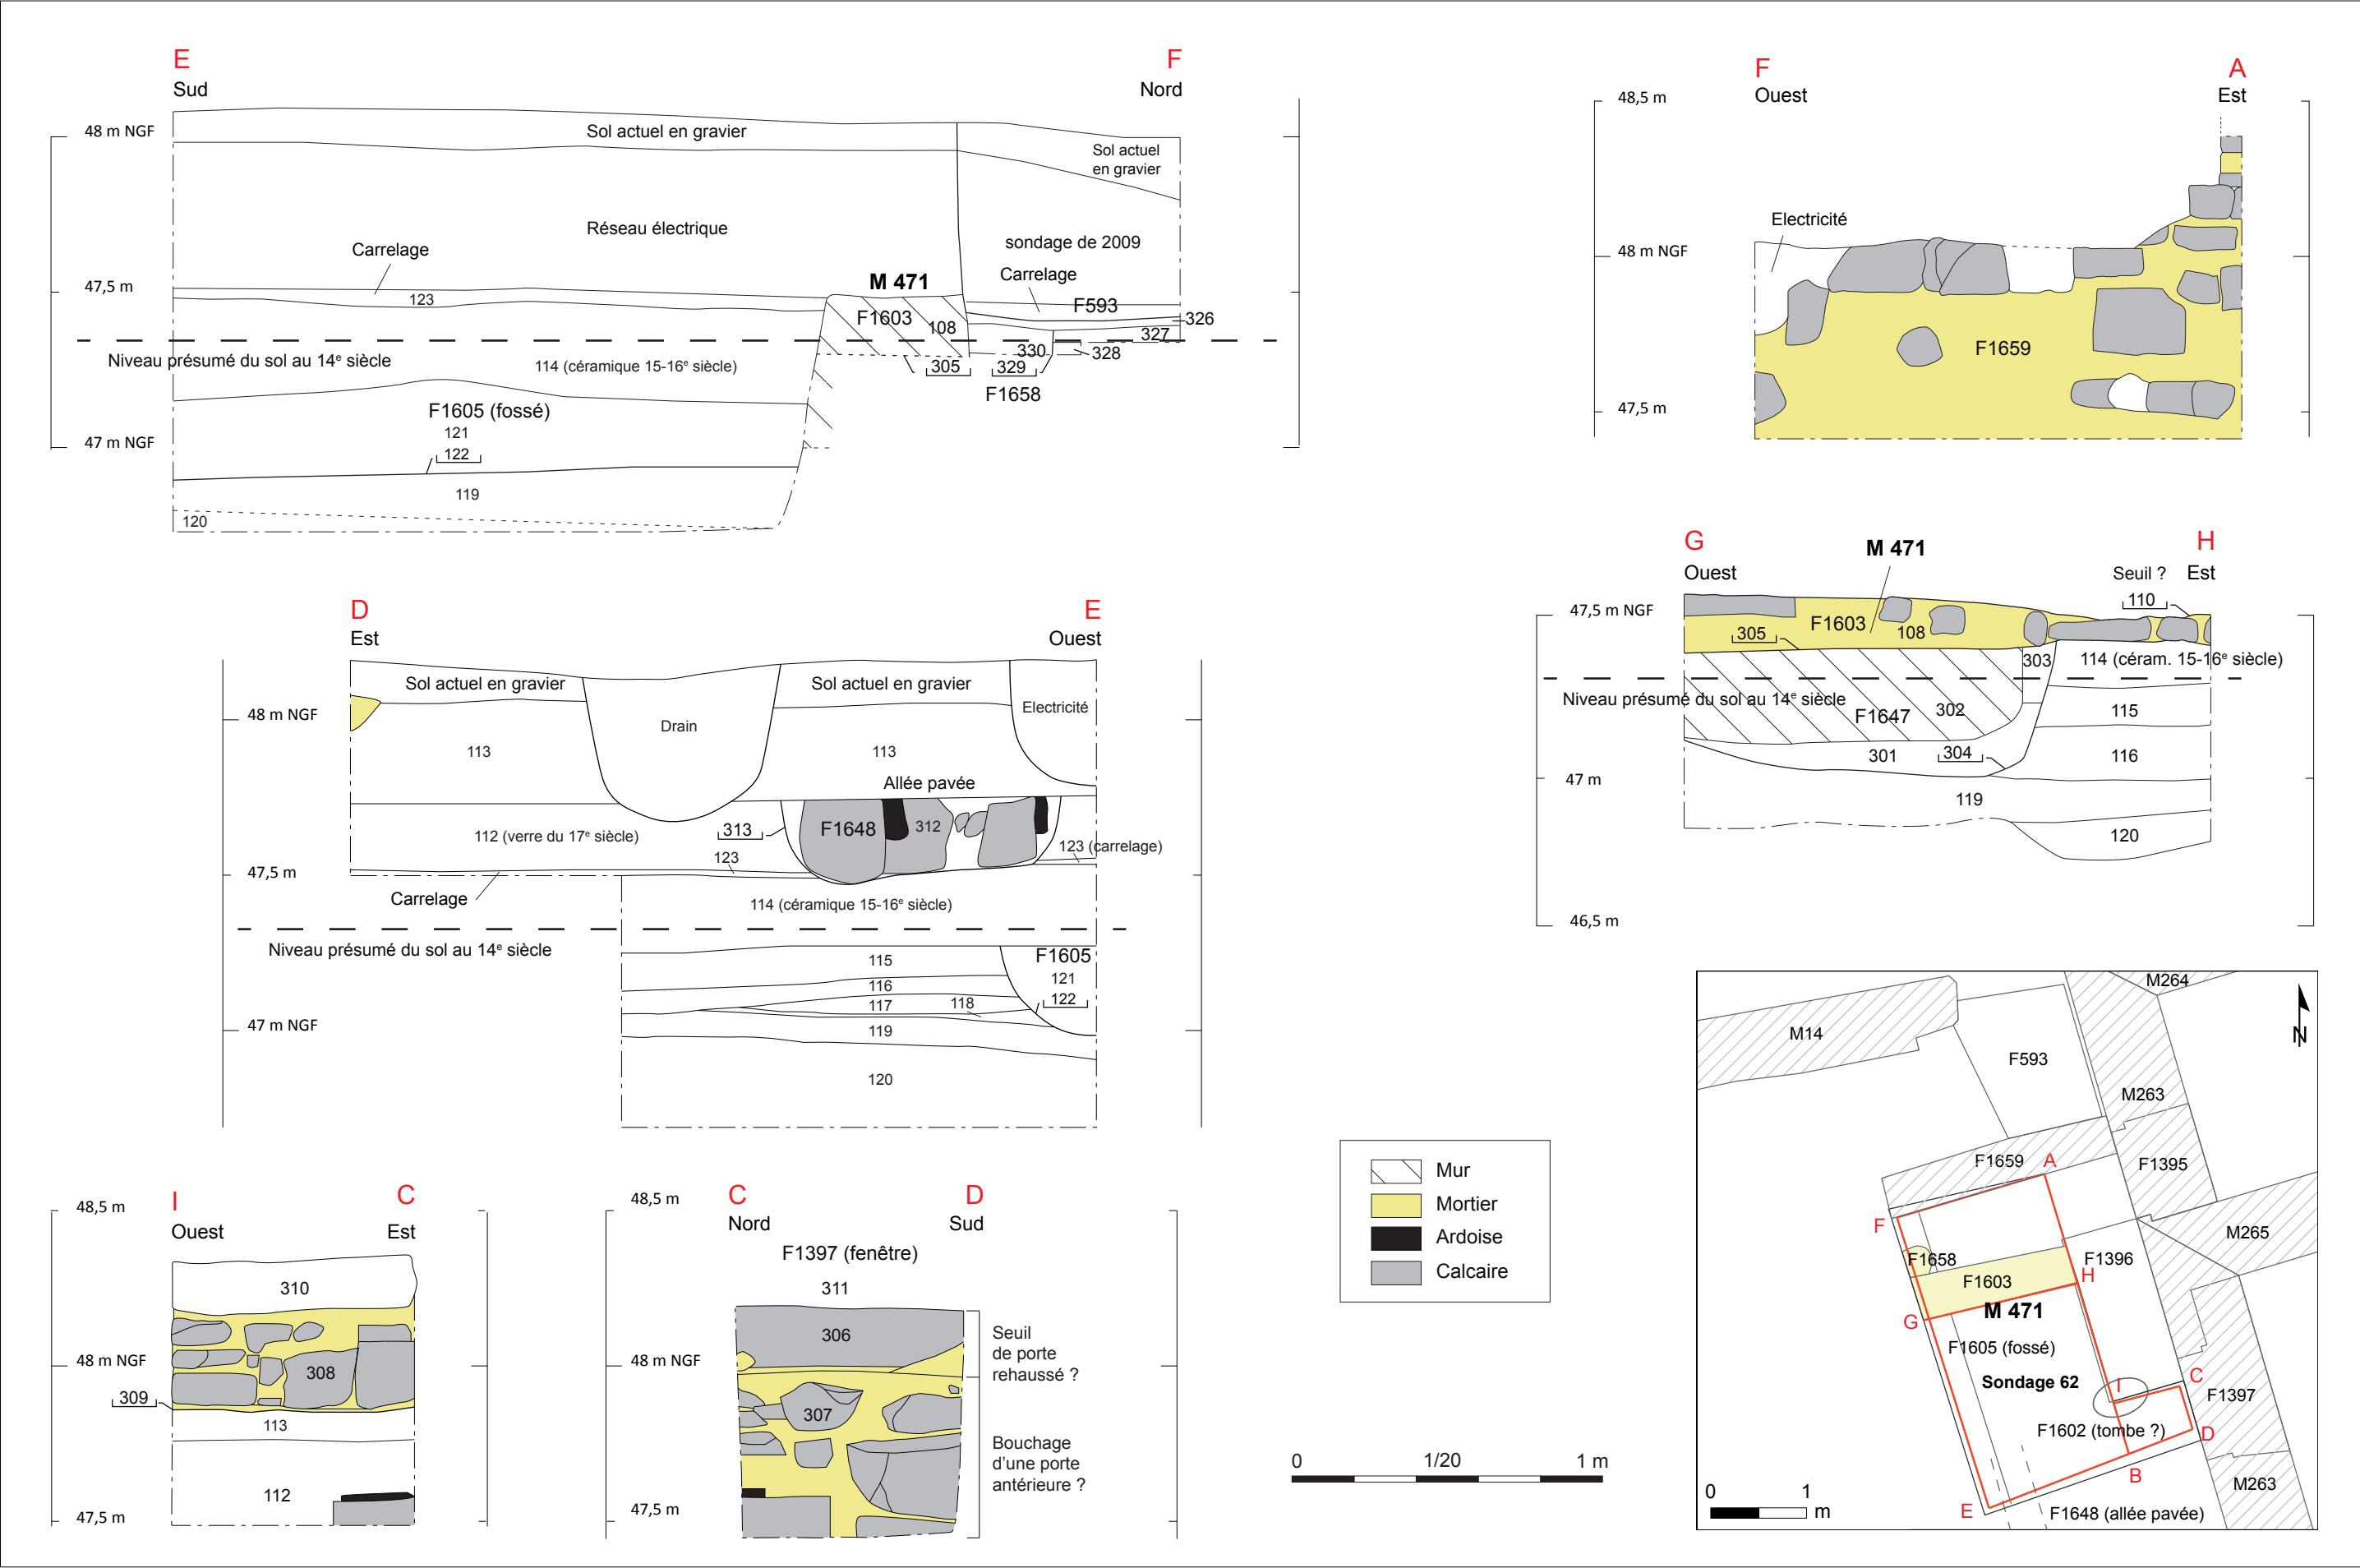 E
Sud
F
Nord
48 m NGF
47,5 m
47 m NGF
Sol actuel en gravier
Sol actuel
en gravier
Réseau électrique
Carrelage
sondage de 2009
Carrelage
M 471
F593
123
F1603
108
326
327
Niveau présumé du sol au 14e siècle
114 (céramique 15-16e siècle)
330
328
305
329
F1658
F1605 (fossé)
121
122
119
120
F
Ouest
A
Est
48,5 m
48 m NGF
47,5 m
Electricité
F1659
G
Ouest
M 471
H
Est
Seuil ?
110
47,5 m NGF
47 m
46,5 m
305
F1603
108
303
114 (céram. 15-16e siècle)
Niveau présumé du sol au 14e siècle
F1647
302
115
301
304
116
119
120
D
Est
E
Ouest
48 m NGF
47,5 m
47 m NGF
Sol actuel en gravier
Sol actuel en gravier
Drain
Electricité
113
113
Allée pavée
112 (verre du 17e siècle)
313
F1648
312
123
123 (carrelage)
Carrelage
114 (céramique 15-16e siècle)
Niveau présumé du sol au 14e siècle
115
F1605
116
121
117
118
122
119
120
I
Ouest
C
Est
48,5 m
48 m NGF
47,5 m
310
308
309
113
112
C
Nord
D
Sud
48,5 m
48 m NGF
47,5 m
F1397 (fenêtre)
311
306
307
Seuil
de porte
rehaussé ?
Bouchage
d’une porte
antérieure ?
Mur
Mortier
Ardoise
Calcaire
0
1/20
1 m
M264
N
M14
F593
M263
F1659
A
F1395
F
M265
F1658
F1396
F1603
H
M 471
G
F1605 (fossé)
Sondage 62
I
C
F1397
F1602 (tombe ?)
D
B
M263
E
F1648 (allée pavée)
0
1
m